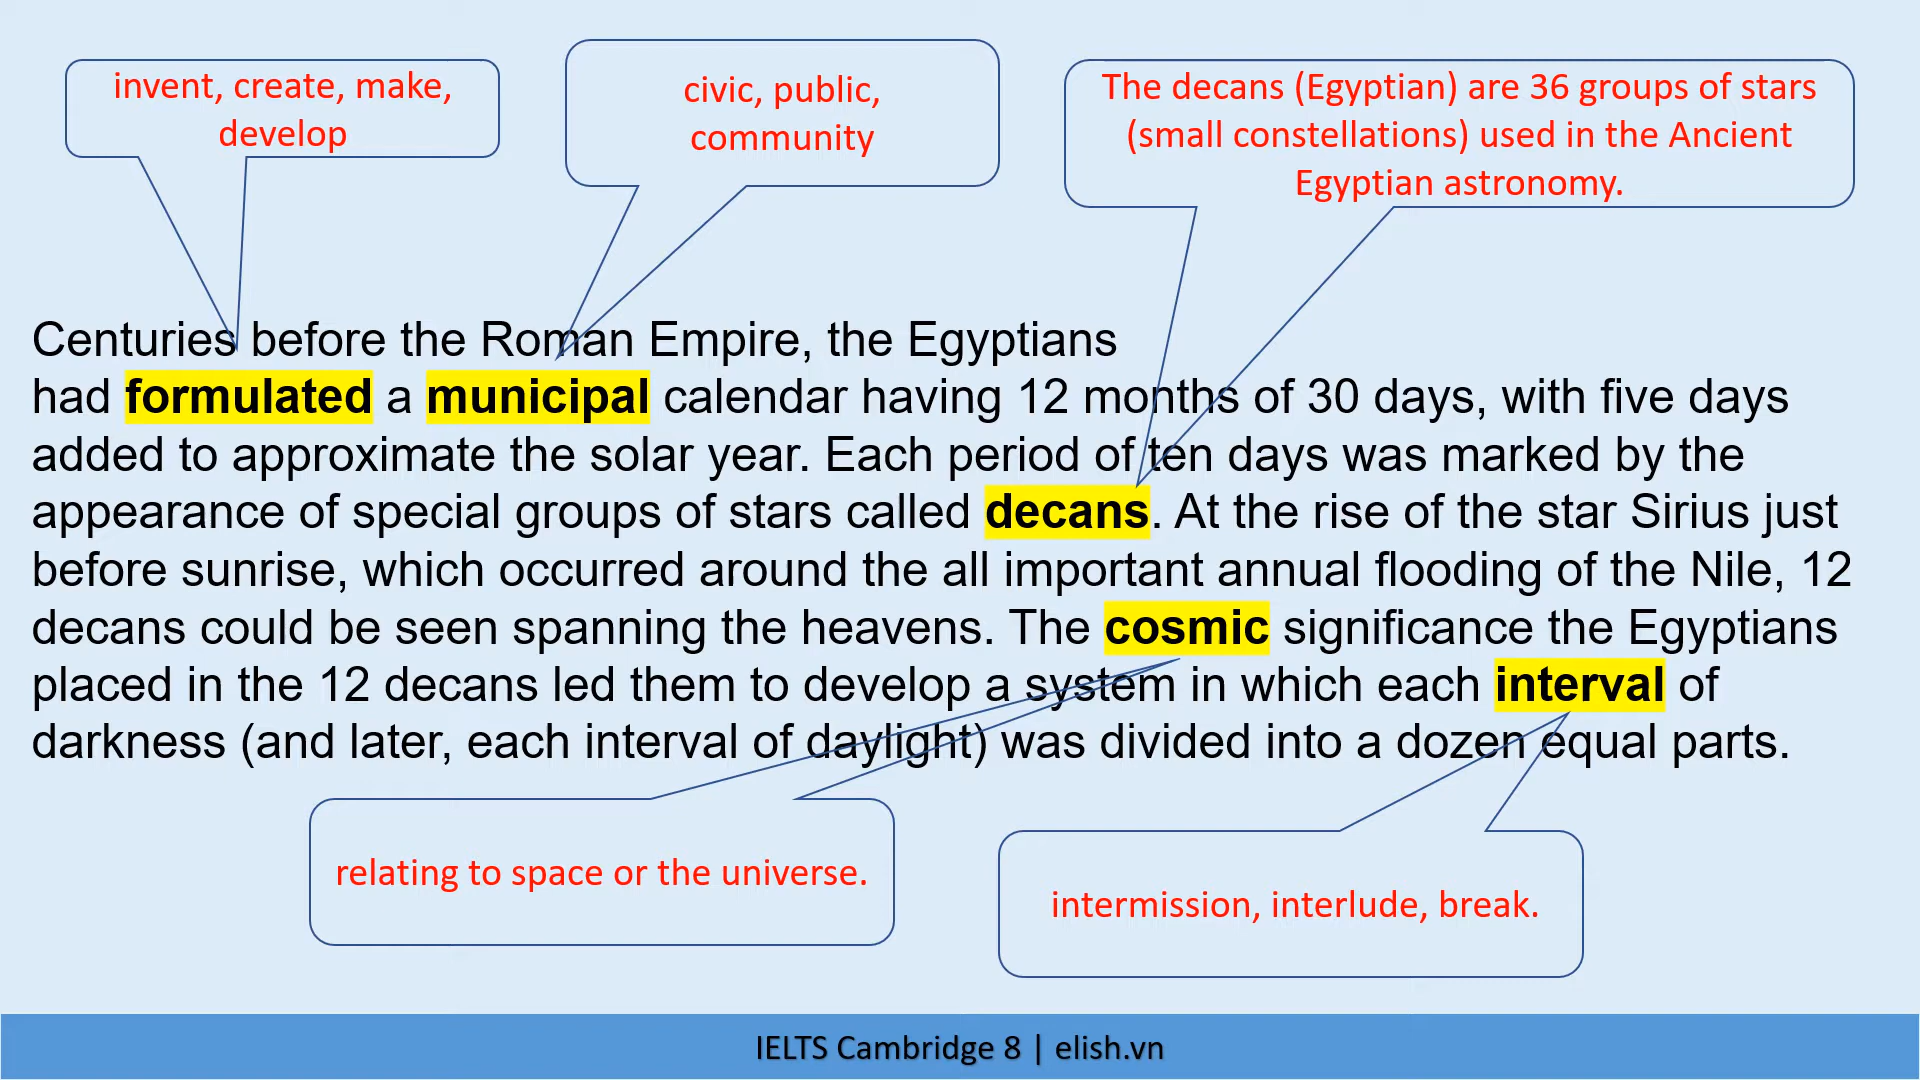 invent, create, make,
develop
civic, public,
community
The decans (Egyptian) are 36 groups of stars
(small constellations) used in the Ancient
Egyptian astronomy.
Centuries before the Roman Empire, the Egyptians
had formulated a municipal calendar having 12 months of 30 days, with five days
added to approximate the solar year. Each period of ten days was marked by the
appearance of special groups of stars called decans. At the rise of the star Sirius just
before sunrise, which occurred around the all important annual flooding of the Nile, 12
decans could be seen spanning the heavens. The cosmic significance the Egyptians
placed in the 12 decans led them to develop a system in which each interval of
darkness (and later, each interval of daylight) was divided into a dozen equal parts.
relating to space or the universe.
intermission, interlude, break.
IELTS Cambridge 8 | elish.vn